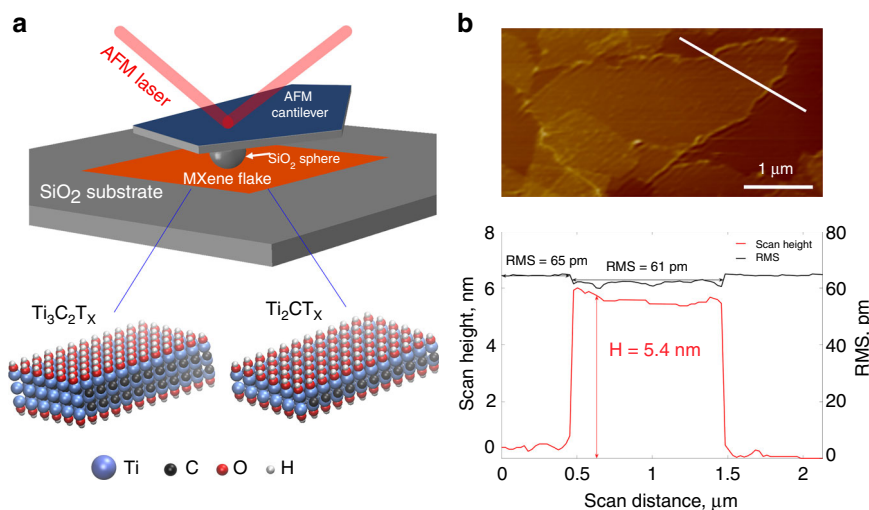 a
AFM laser
AFM
cantilever
SiO2 sphere
MXene flake
SiO2 substrate
Ti3C2TX
Ti2CTX
Ti
C
O
H
b
1 μm
8
6
4
2
0
Scan height, nm
80
60
40
20
0
RMS, pm
Scan height
RMS
RMS = 65 pm
RMS = 61 pm
H = 5.4 nm
0
0.5
1
1.5
2
Scan distance, μm